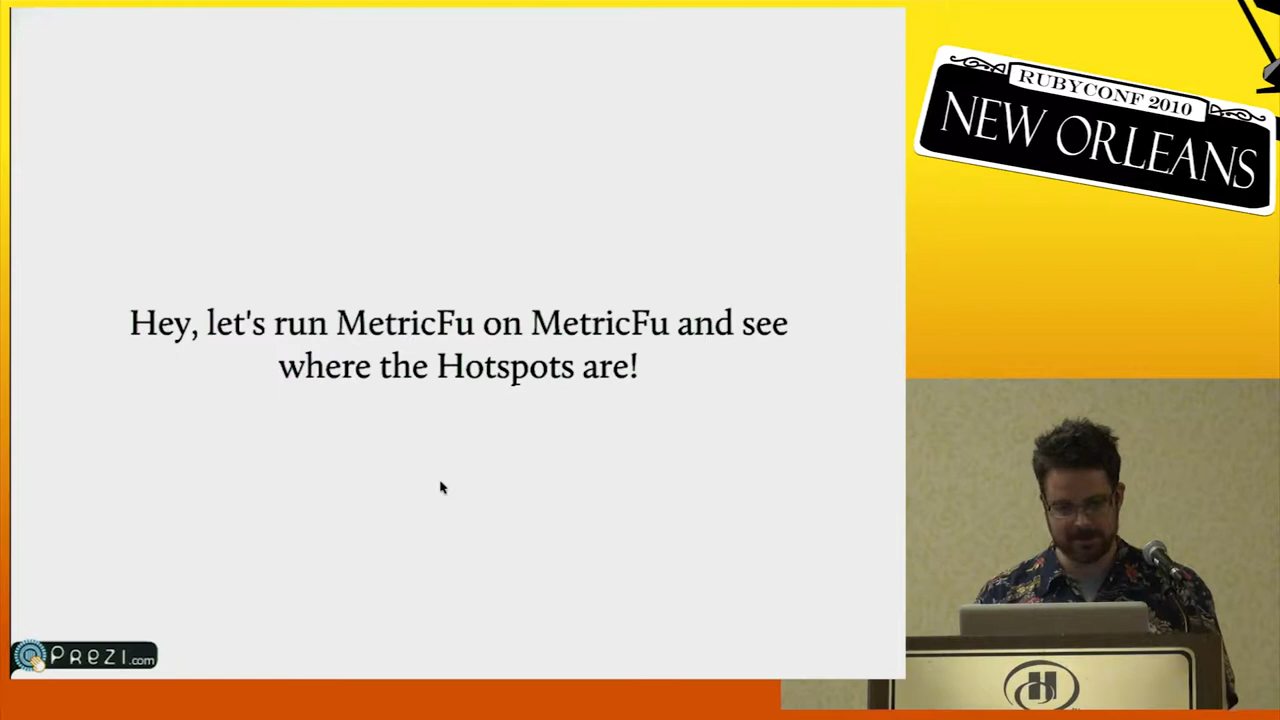 RUBYCONF 2010
NEW ORLEANS
Hey, let's run MetricFu on MetricFu and see
where the Hotspots are!
Prezi.com
H